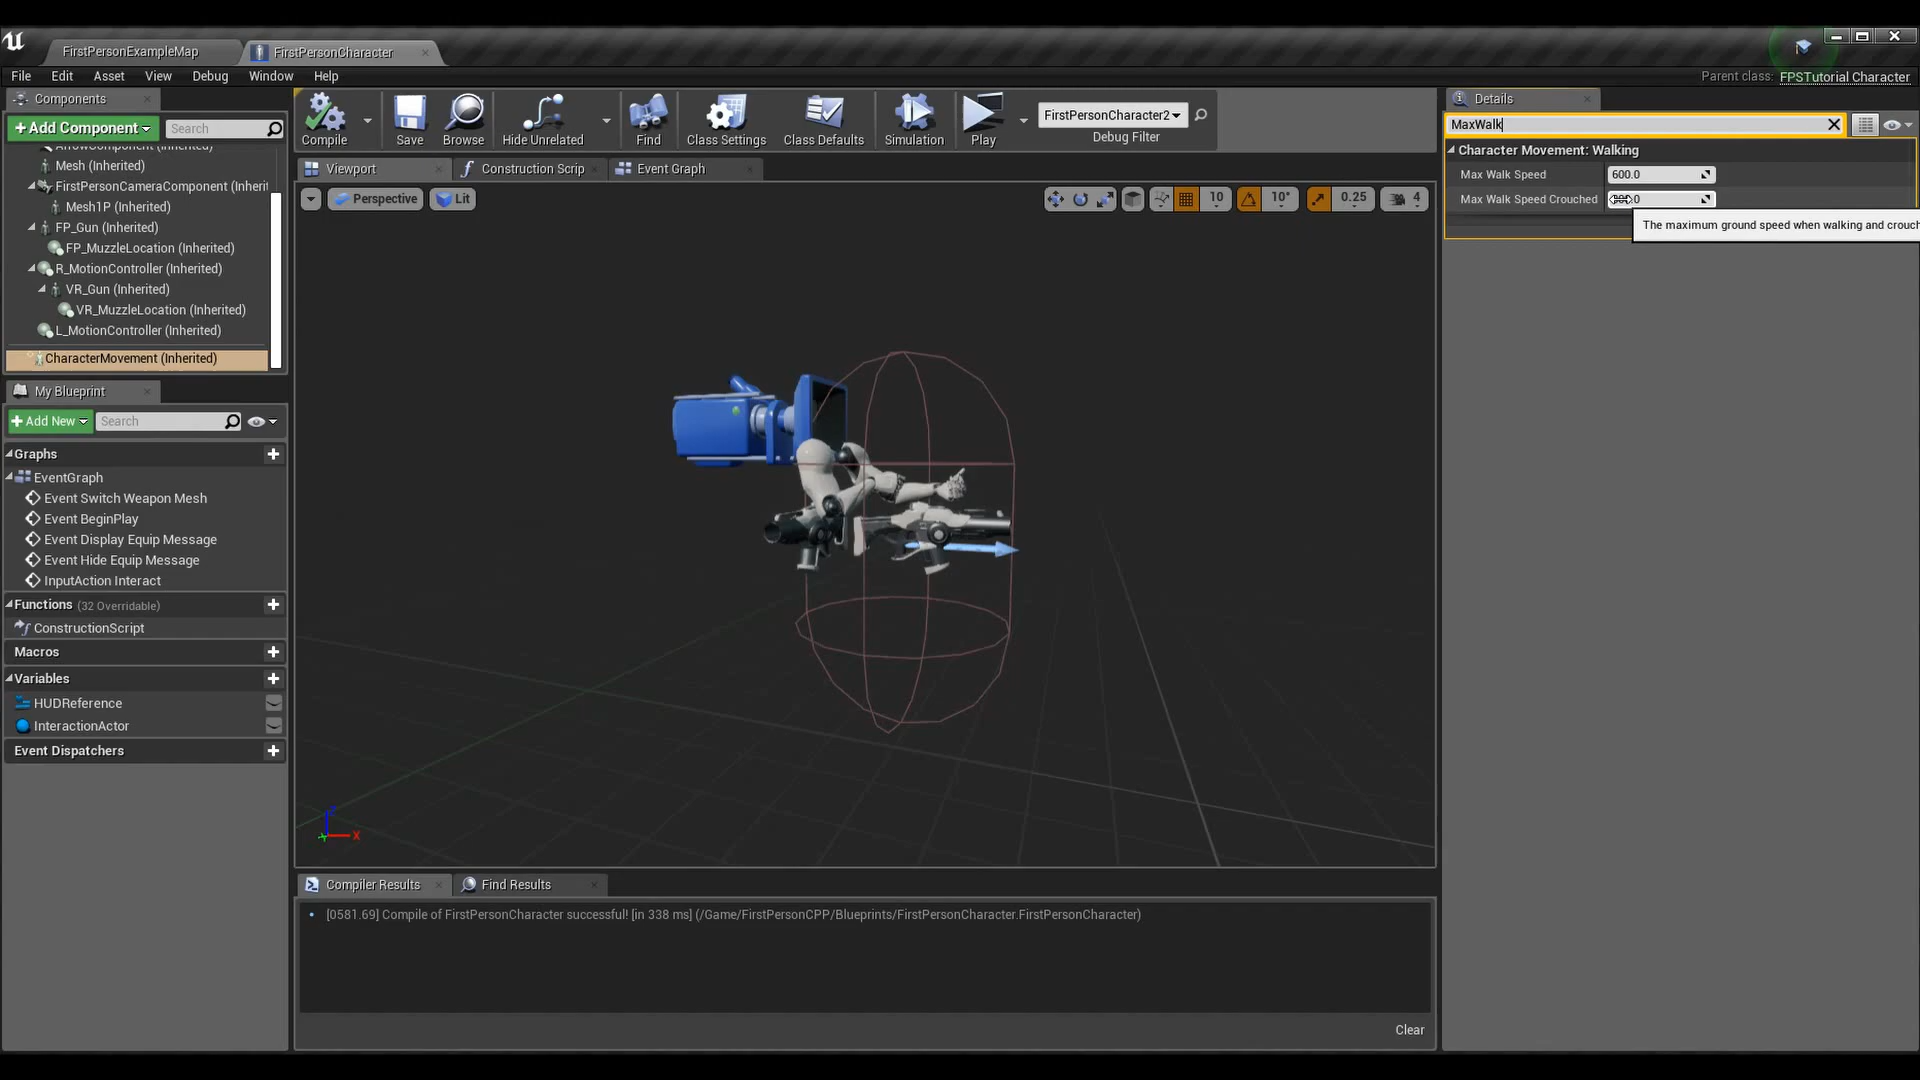 FirstPersonExampleMap
FirstPersonCharacter
File Edit Asset View Debug Window Help
Parent class: FPSTutorial Character
Components
+Add Component
Search
Mesh (Inherited)
FirstPersonCameraComponent (Inherit
Mesh1P (Inherited)
FP_Gun (Inherited)
FP_MuzzleLocation (Inherited)
R_MotionController (Inherited)
VR_Gun (Inherited)
VR_MuzzleLocation (Inherited)
L_MotionController (Inherited)
CharacterMovement (Inherited)
My Blueprint
+Add New
Search
Graphs
EventGraph
Event Switch Weapon Mesh
Event BeginPlay
Event Display Equip Message
Event Hide Equip Message
InputAction Interact
Functions (32 Overridable)
ConstructionScript
Macros
Variables
HUDReference
InteractionActor
Event Dispatchers
Compile
Save
Browse
Hide Unrelated
Find
Class Settings
Class Defaults
Simulation
Play
FirstPersonCharacter2
Debug Filter
Viewport
Construction Scrip
Event Graph
Perspective
Lit
10
10°
0.25
4
Z
X
Compiler Results
Find Results
• [0581.69] Compile of FirstPersonCharacter successful! [in 338 ms] (/Game/FirstPersonCPP/Blueprints/FirstPersonCharacter.FirstPersonCharacter)
Clear
Details
MaxWalk
Character Movement: Walking
Max Walk Speed 600.0
Max Walk Speed Crouched
The maximum ground speed when walking and crouch